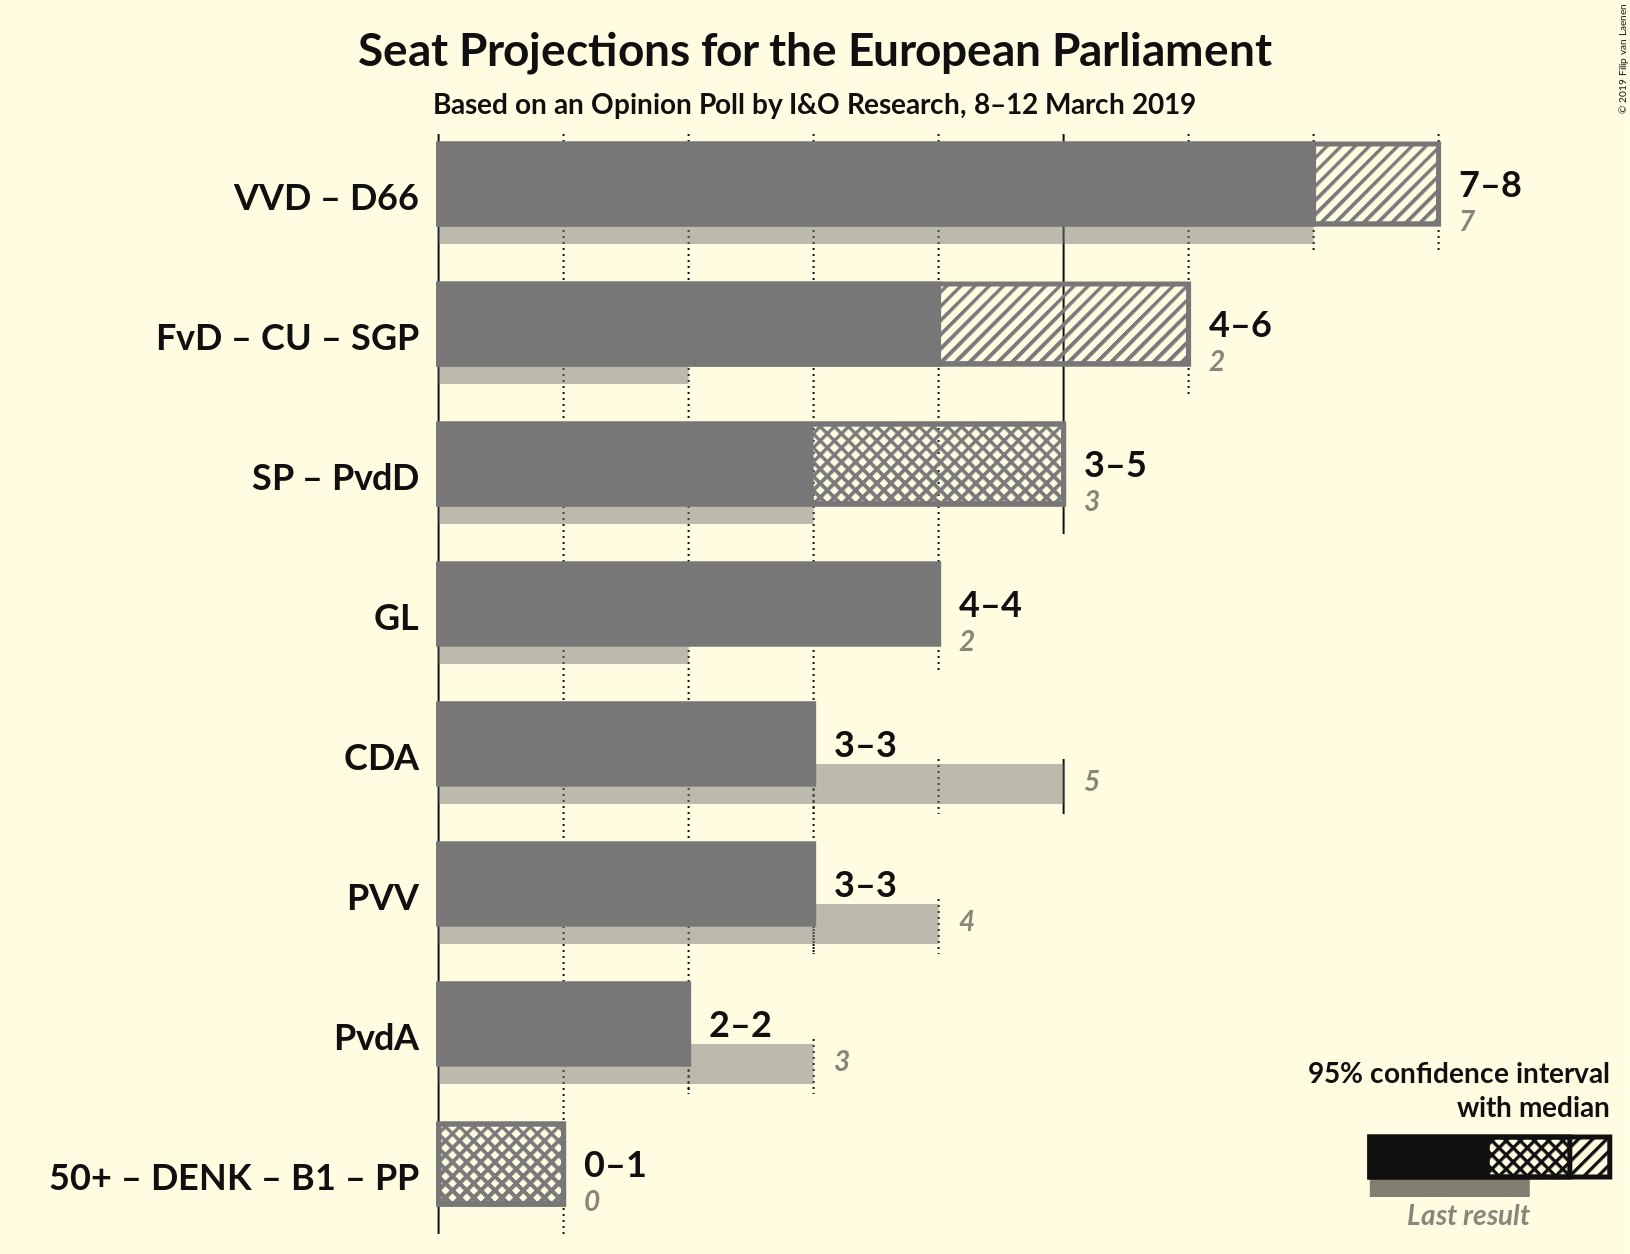 Seat Projections for the European Parliament
Based on an Opinion Poll by I&O Research, 8–12 March 2019
© 2019 Filip van Laenen
VVD – D66
7–8
7
FvD – CU – SGP
4–6
2
SP – PvdD
3–5
3
GL
4–4
2
CDA
3–3
5
PVV
3–3
4
PvdA
2–2
3
50+ – DENK – B1 – PP
0–1
0
95% confidence interval
with median
Last result